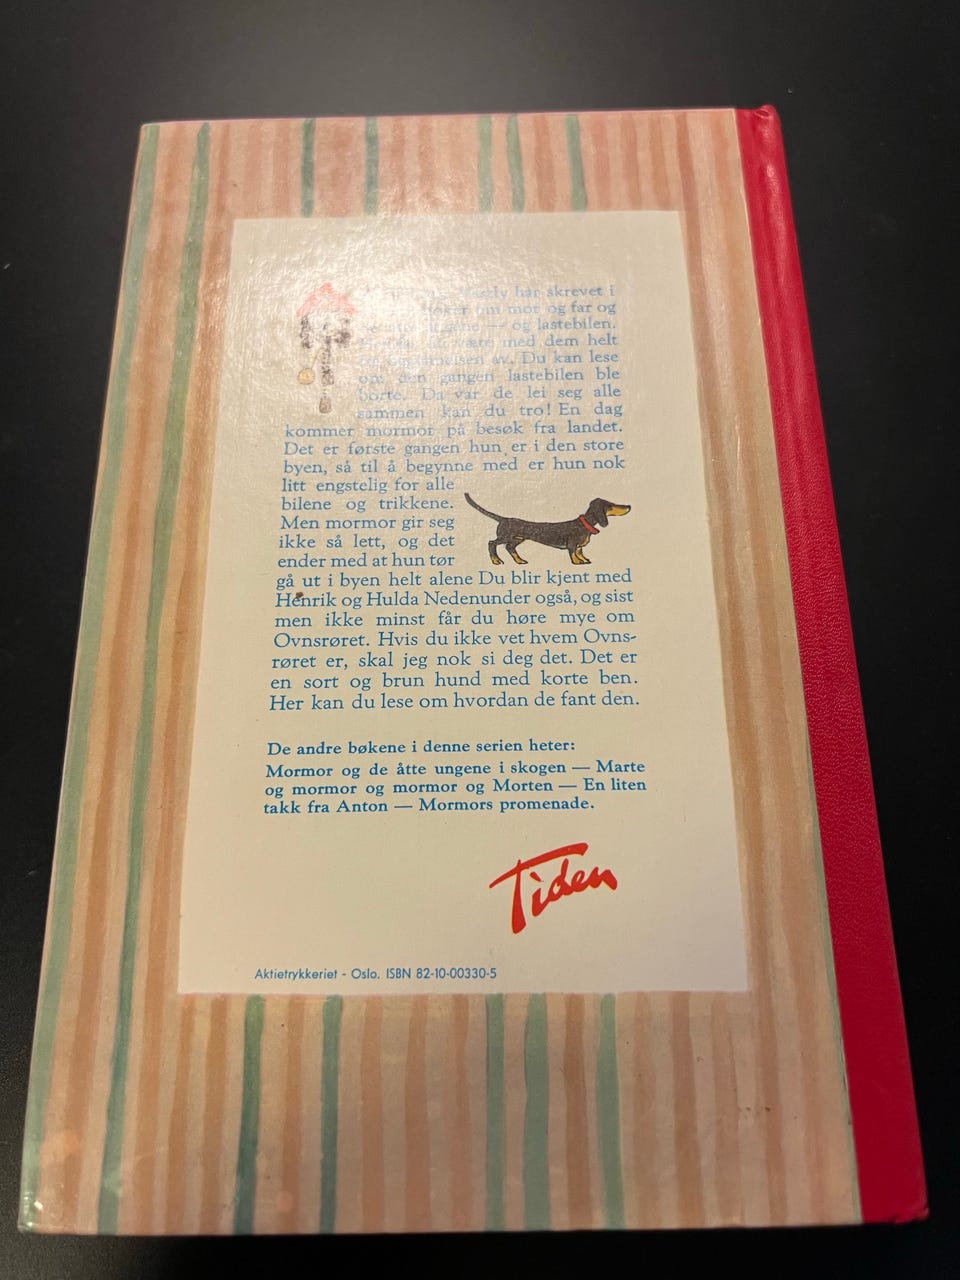 Vestly har skrevet i
bøker om mor og far og
ungene — og lastebilen.
være med dem helt
av. Du kan lese
om den gangen lastebilen ble
borte. Da var de lei seg alle
sammen kan du tro! En dag
kommer mormor på besøk fra landet.
Det er første gangen hun er i den store
byen, så til å begynne med er hun nok
litt engstelig for alle
bilene og trikkene.
Men mormor gir seg
ikke så lett, og det
ender med at hun tør
gå ut i byen helt alene Du blir kjent med
Henrik og Hulda Nedenunder også, og sist
men ikke minst får du høre mye om
Ovnsrøret. Hvis du ikke vet hvem Ovns-
røret er, skal jeg nok si deg det. Det er
en sort og brun hund med korte ben.
Her kan du lese om hvordan de fant den.
De andre bøkene i denne serien heter:
Mormor og de åtte ungene i skogen — Marte
og mormor og mormor og Morten — En liten
takk fra Anton — Mormors promenade.
Tiden
Aktietrykkeriet - Oslo. ISBN 82-10-00330-5